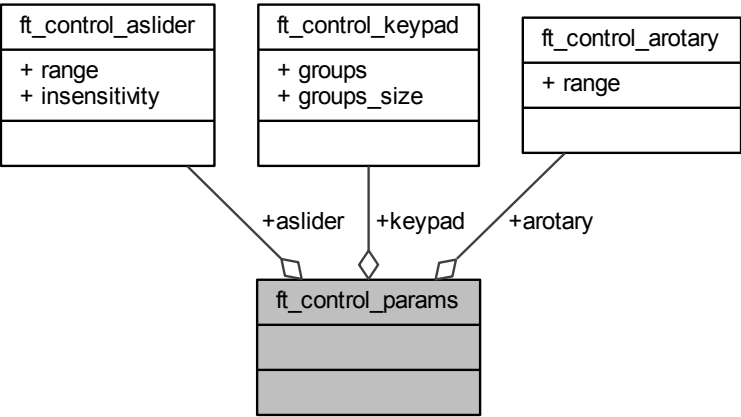 ft_control_aslider
+ range
+ insensitivity
ft_control_keypad
+ groups
+ groups_size
ft_control_arotary
+ range
+aslider
+keypad
+arotary
ft_control_params